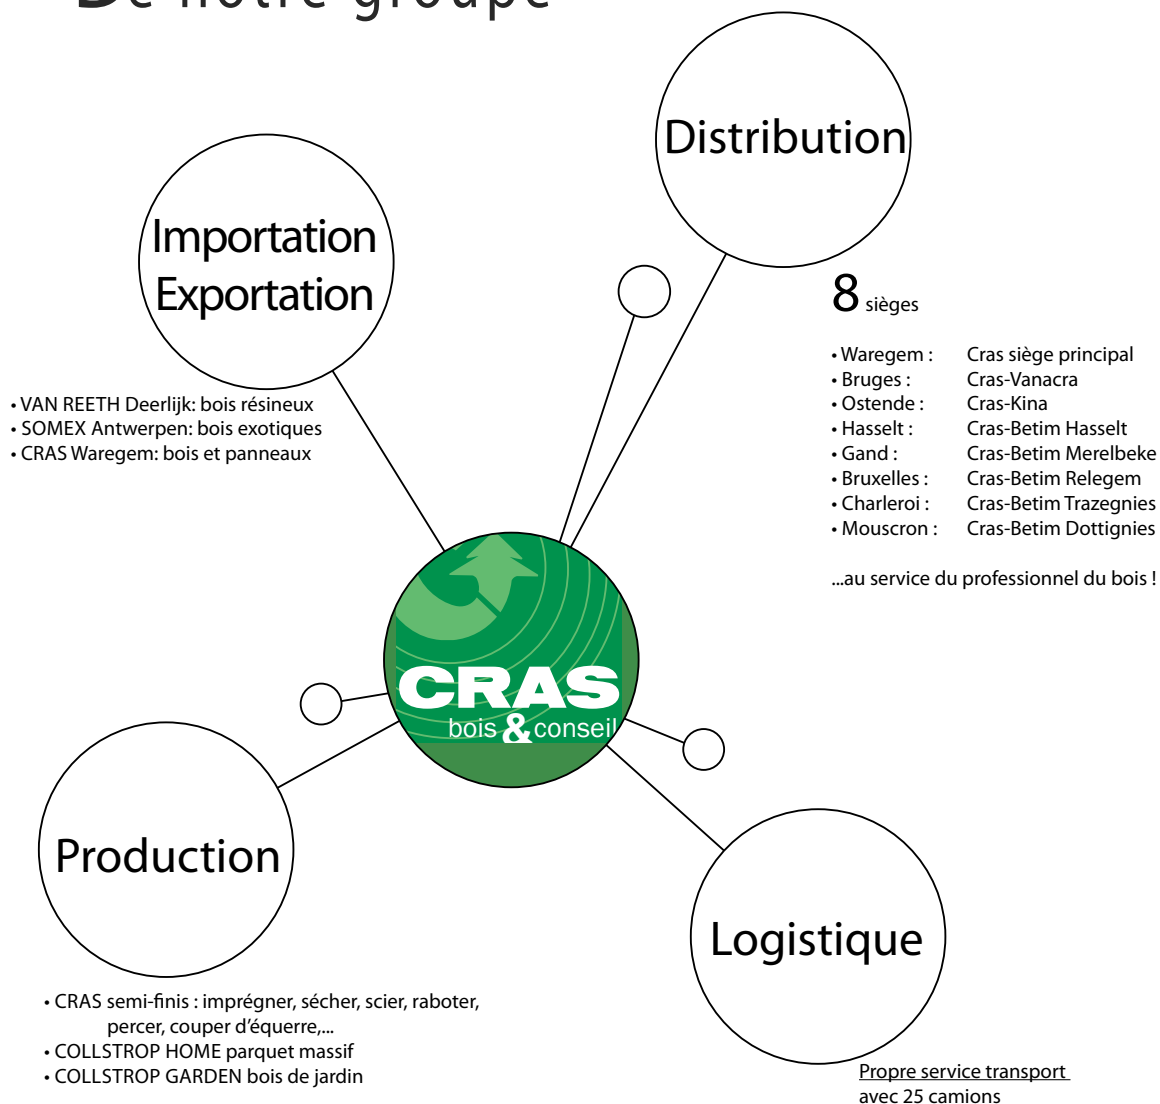 De notre groupe
Distribution
Importation
Exportation
8 sièges
• Waregem : Cras siège principal
• Bruges : Cras-Vanacra
• Ostende : Cras-Kina
• Hasselt : Cras-Betim Hasselt
• Gand : Cras-Betim Merelbeke
• Bruxelles : Cras-Betim Relegem
• Charleroi : Cras-Betim Trazegnies
• Mouscron : Cras-Betim Dottignies
...au service du professionnel du bois !
• VAN REETH Deerlijk: bois résineux
• SOMEX Antwerpen: bois exotiques
• CRAS Waregem: bois et panneaux
CRAS
bois & conseil
Production
• CRAS semi-finis : imprégner, sécher, scier, raboter,
percer, couper d'équerre,...
• COLLSTROP HOME parquet massif
• COLLSTROP GARDEN bois de jardin
Logistique
Propre service transport
avec 25 camions